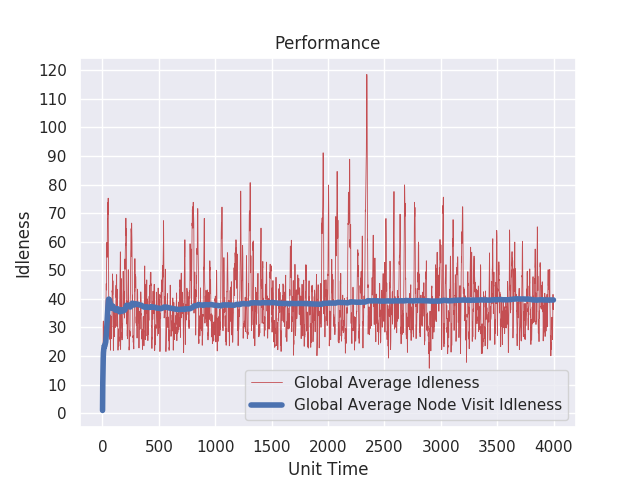 Performance
120
110
100
90
80
70
60
50
40
30
20
10
0
Idleness
Global Average Idleness
Global Average Node Visit Idleness
0 500 1000 1500 2000 2500 3000 3500 4000
Unit Time